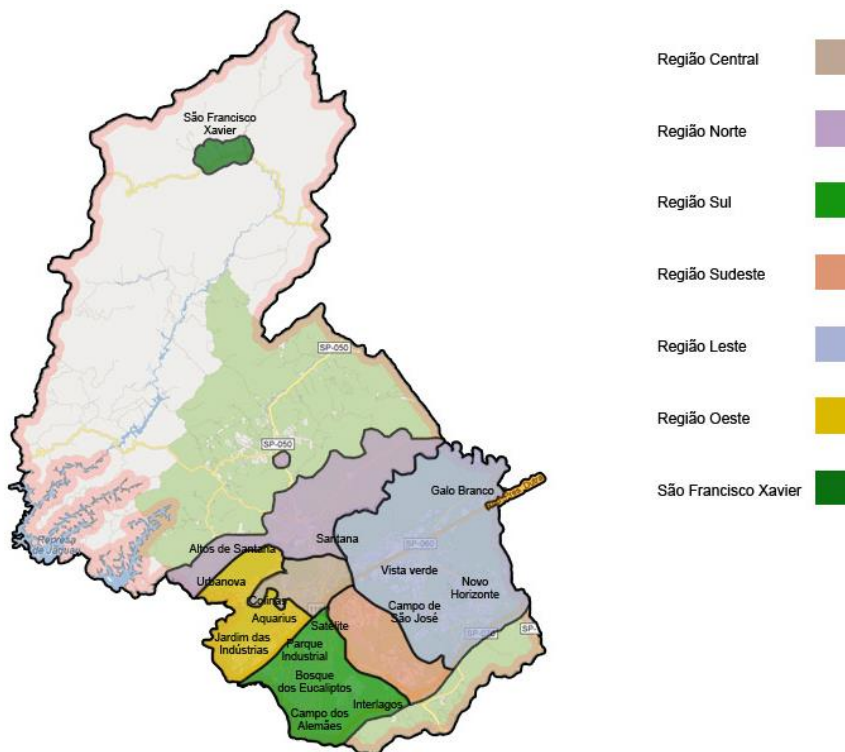 São Francisco
Xavier
SP-050
SP-050
Represa
de Jaguari
Galo Branco
Santana
SP-060
Altos de Santana
Vista verde
Urbanova
Novo
Horizonte
Colinas
Aquarius
Campo de
São José
Satélite
Jardim das
Indústrias
Parque
Industrial
Bosque
dos Eucaliptos
Interlagos
Campo dos
Alemães
Região Central
Região Norte
Região Sul
Região Sudeste
Região Leste
Região Oeste
São Francisco Xavier